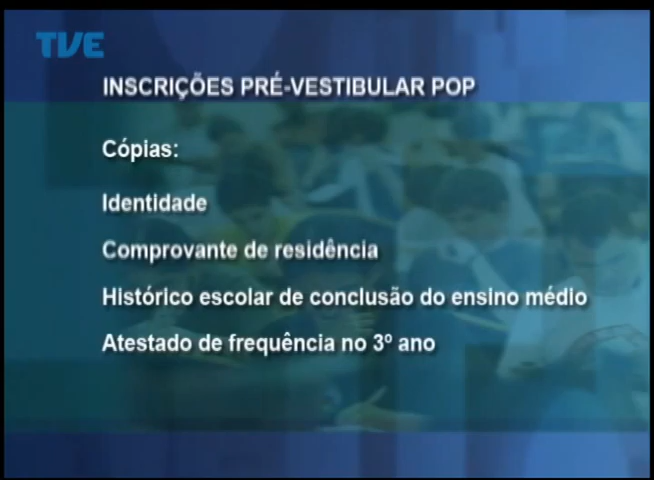 TVE
INSCRIÇÕES PRÉ-VESTIBULAR POP
Cópias:
Identidade
Comprovante de residência
Histórico escolar de conclusão do ensino médio
Atestado de frequência no 3º ano